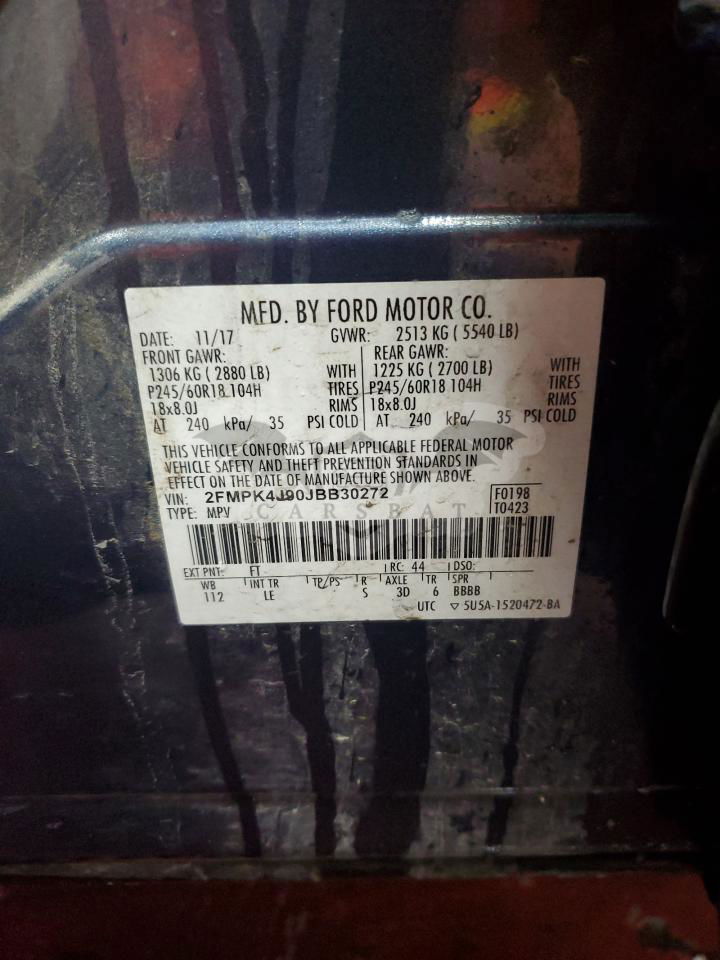 MFD. BY FORD MOTOR CO.
DATE: 11/17 GVWR: 2513 KG ( 5540 LB)
FRONT GAWR: REAR GAWR:
1306 KG ( 2880 LB) WITH 1225 KG ( 2700 LB) WITH
P245/60R18 104H TIRES P245/60R18 104H TIRES
18x8.0J RIMS 18x8.0J RIMS
AT 240 kPa/ 35 PSI COLD AT 240 kPa/ 35 PSI COLD
THIS VEHICLE CONFORMS TO ALL APPLICABLE FEDERAL MOTOR
VEHICLE SAFETY AND THEFT PREVENTION STANDARDS IN
EFFECT ON THE DATE OF MANUFACTURE SHOWN ABOVE.
VIN: 2FMPK4J90JBB30272 F0198
TYPE: MPV T0423
CARSBAT
EXT PNT: FT RC: 44 DSO:
WB INT TR TP/PS R AXLE TR SPR
112 LE S 3D 6 BBBB
UTC ▽ 5U5A-1520472-BA